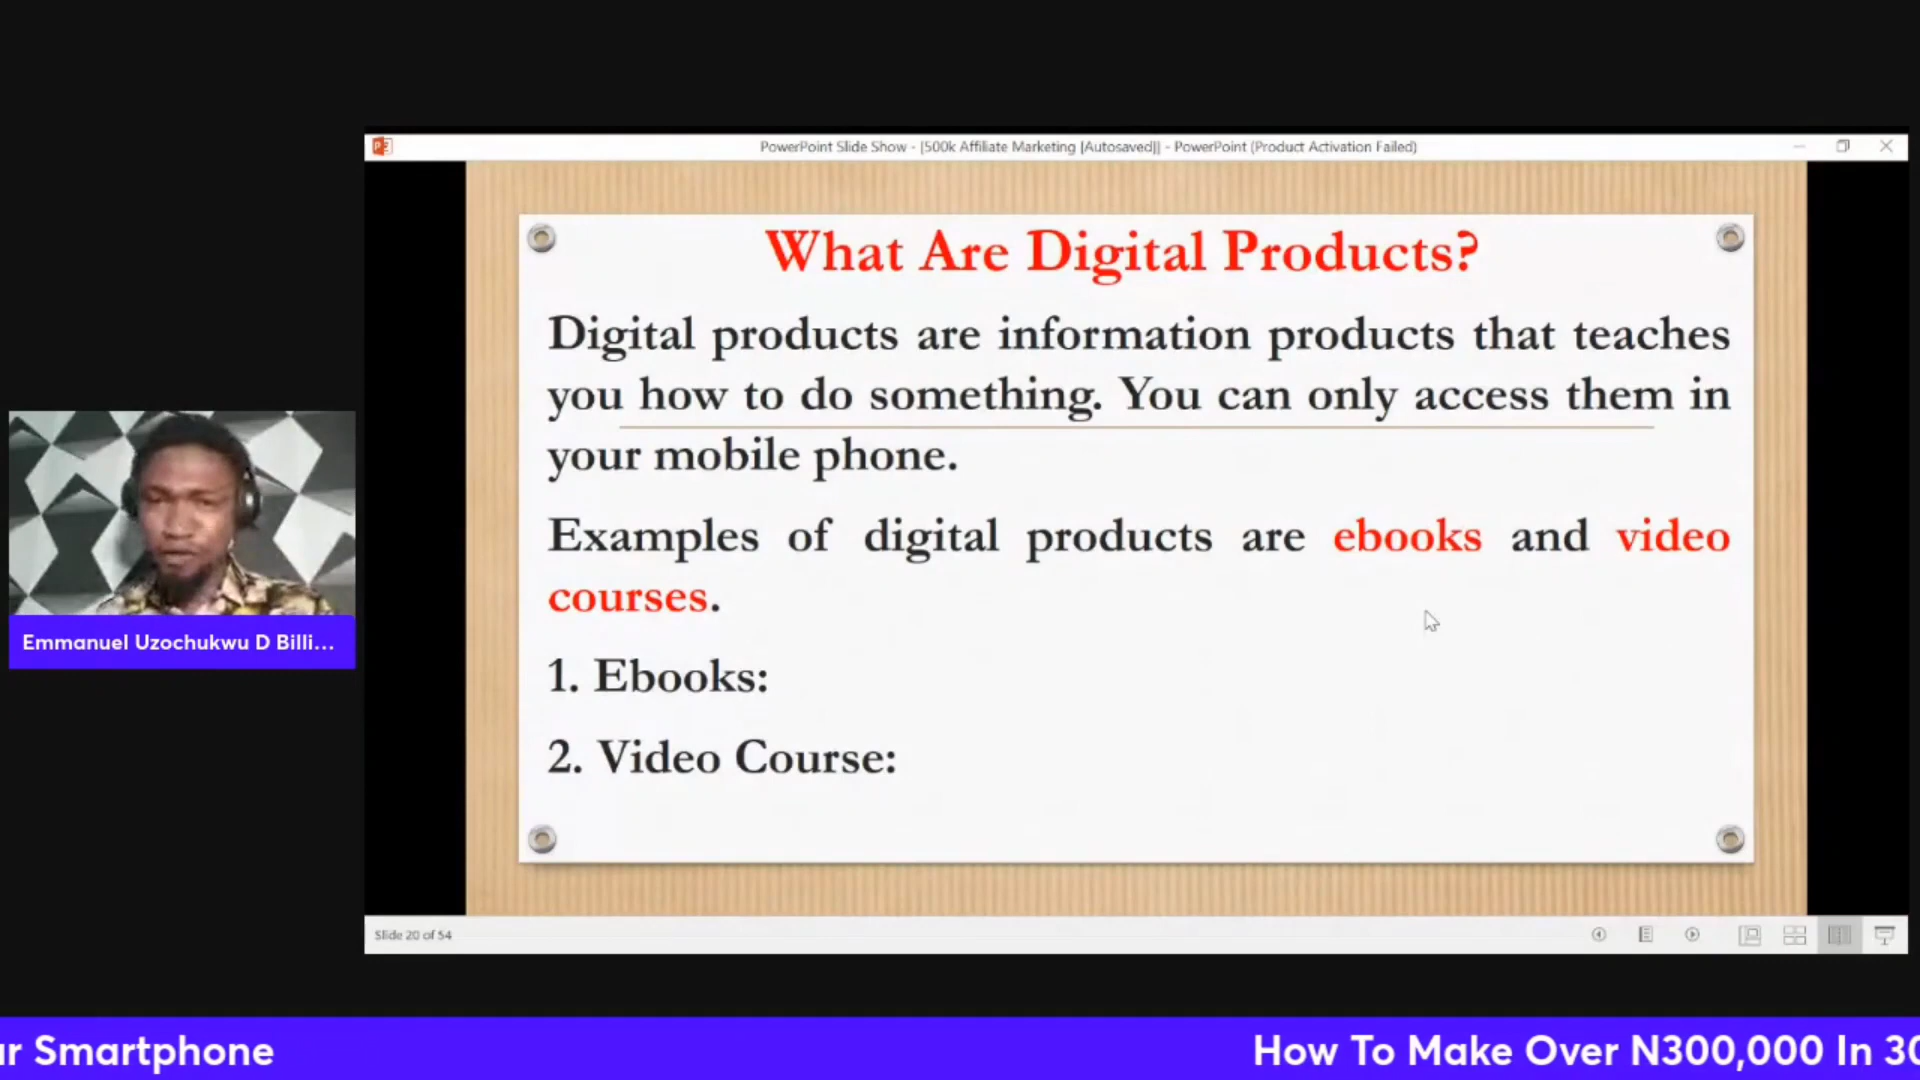 PowerPoint Slide Show - [500k Affiliate Marketing [Autosaved]] - PowerPoint (Product Activation Failed)
What Are Digital Products?
Digital products are information products that teaches
you how to do something. You can only access them in
your mobile phone.
Examples of digital products are ebooks and video
courses.
1. Ebooks:
2. Video Course:
Emmanuel Uzochukwu D Billi...
Slide 20 of 54
ur Smartphone
How To Make Over N300,000 In 30